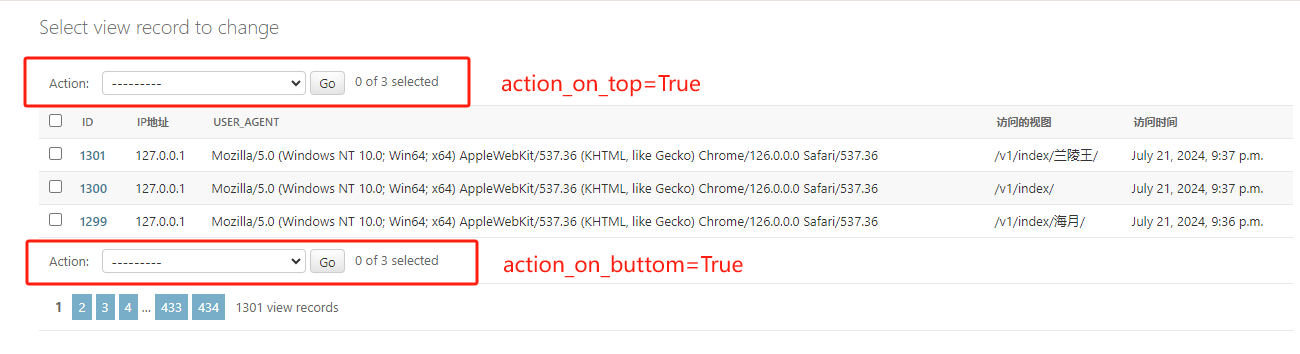 Select view record to change
Action: --------- Go 0 of 3 selected action_on_top=True
ID IP地址 USER_AGENT 访问的视图 访问时间
1301 127.0.0.1 Mozilla/5.0 (Windows NT 10.0; Win64; x64) AppleWebKit/537.36 (KHTML, like Gecko) Chrome/126.0.0.0 Safari/537.36 /v1/index/兰陵王/ July 21, 2024, 9:37 p.m.
1300 127.0.0.1 Mozilla/5.0 (Windows NT 10.0; Win64; x64) AppleWebKit/537.36 (KHTML, like Gecko) Chrome/126.0.0.0 Safari/537.36 /v1/index/ July 21, 2024, 9:37 p.m.
1299 127.0.0.1 Mozilla/5.0 (Windows NT 10.0; Win64; x64) AppleWebKit/537.36 (KHTML, like Gecko) Chrome/126.0.0.0 Safari/537.36 /v1/index/海月/ July 21, 2024, 9:36 p.m.
Action: --------- Go 0 of 3 selected action_on_buttom=True
1 2 3 4 ... 433 434 1301 view records